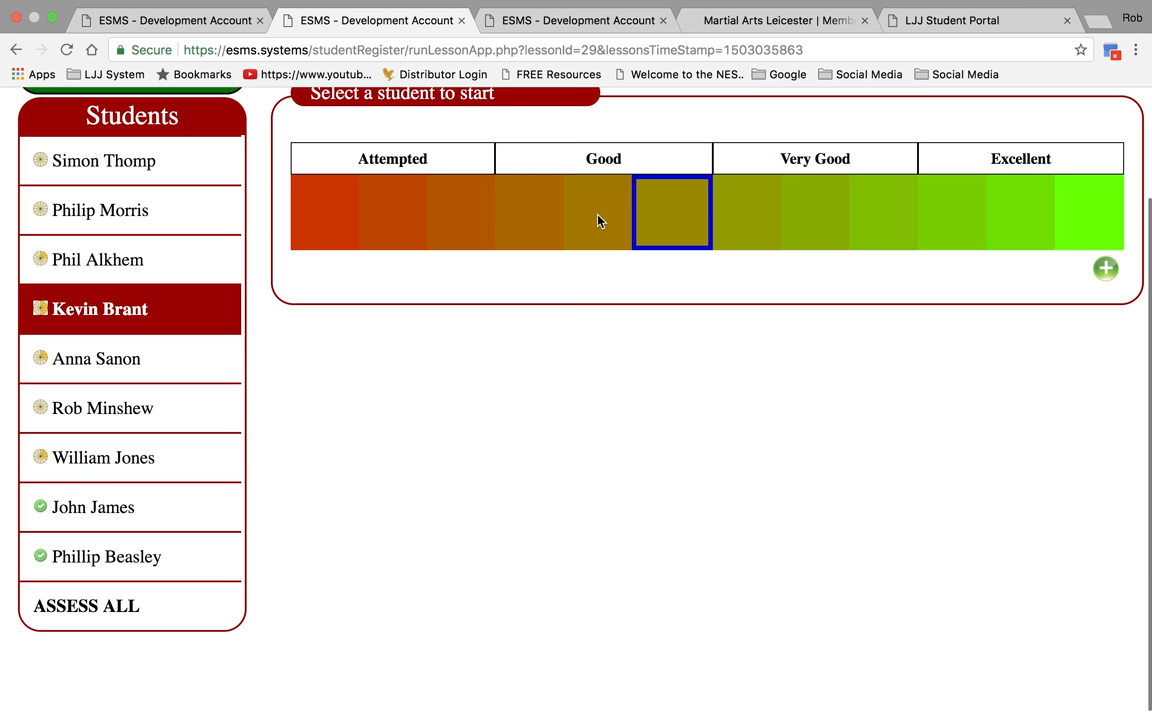 ESMS - Development Account
ESMS - Development Account
ESMS - Development Account
Martial Arts Leicester | Memb
LJJ Student Portal
Rob
Secure
https://esms.systems/studentRegister/runLessonApp.php?lessonId=29&lessonsTimeStamp=1503035863
Apps
LJJ System
Bookmarks
https://www.youtub...
Distributor Login
FREE Resources
Welcome to the NES..
Google
Social Media
Social Media
Select a student to start
Students
Attempted
Good
Very Good
Excellent
Simon Thomp
Philip Morris
Phil Alkhem
Kevin Brant
Anna Sanon
Rob Minshew
William Jones
John James
Phillip Beasley
ASSESS ALL